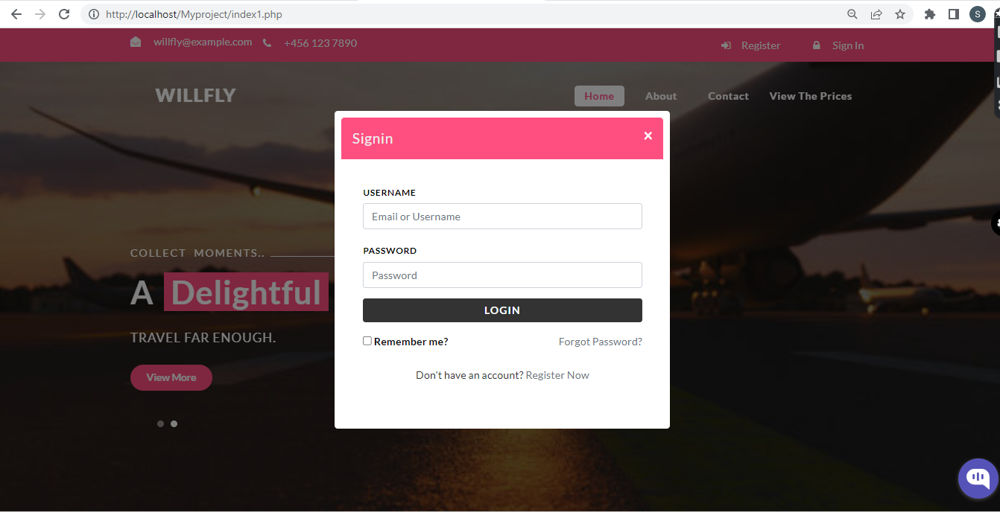 http://localhost/Myproject/index1.php
S
willfly@example.com +456 123 7890 Register Sign In
WILLFLY Home About Contact View The Prices
Signin ×
USERNAME
Email or Username
PASSWORD
Password
LOGIN
Remember me? Forgot Password?
Don't have an account? Register Now
COLLECT MOMENTS..
A Delightful
TRAVEL FAR ENOUGH.
View More